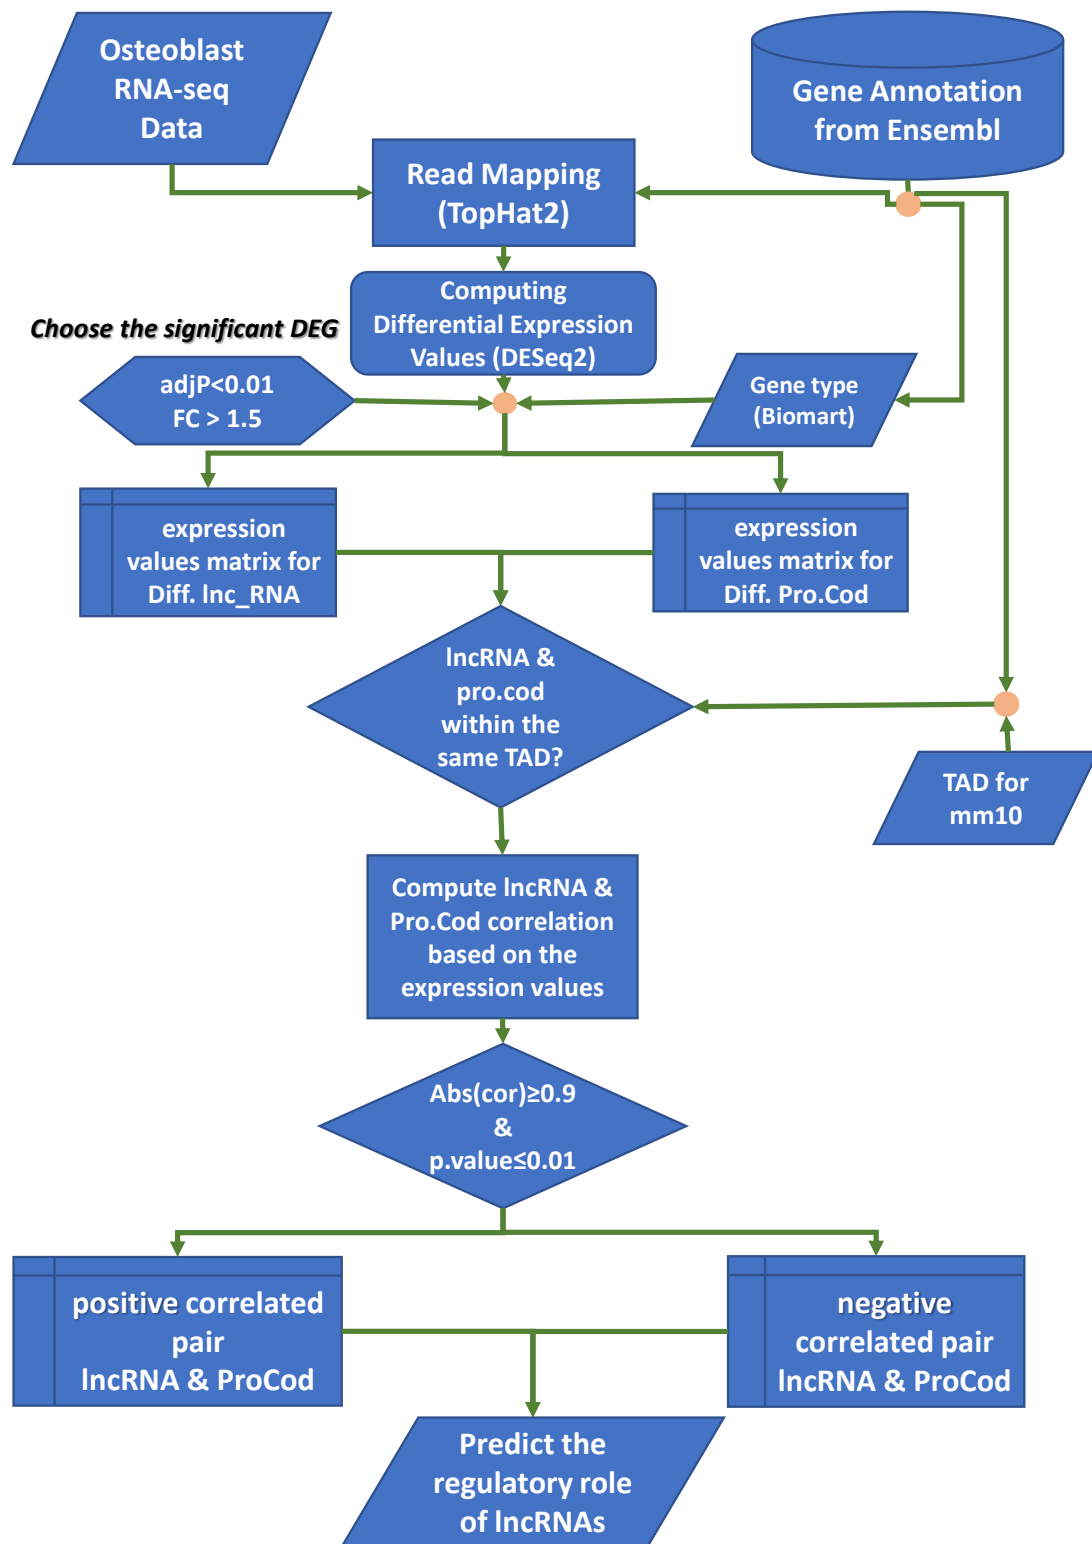 Osteoblast
RNA-seq
Data
Gene Annotation
from Ensembl
Read Mapping
(TopHat2)
Computing
Differential Expression
Values (DESeq2)
Choose the significant DEG
adjP<0.01
FC > 1.5
Gene type
(Biomart)
expression
values matrix for
Diff. lnc_RNA
expression
values matrix for
Diff. Pro.Cod
lncRNA &
pro.cod
within the
same TAD?
TAD for
mm10
Compute lncRNA &
Pro.Cod correlation
based on the
expression values
Abs(cor)≥0.9
&
p.value≤0.01
positive correlated
pair
lncRNA & ProCod
negative
correlated pair
lncRNA & ProCod
Predict the
regulatory role
of lncRNAs